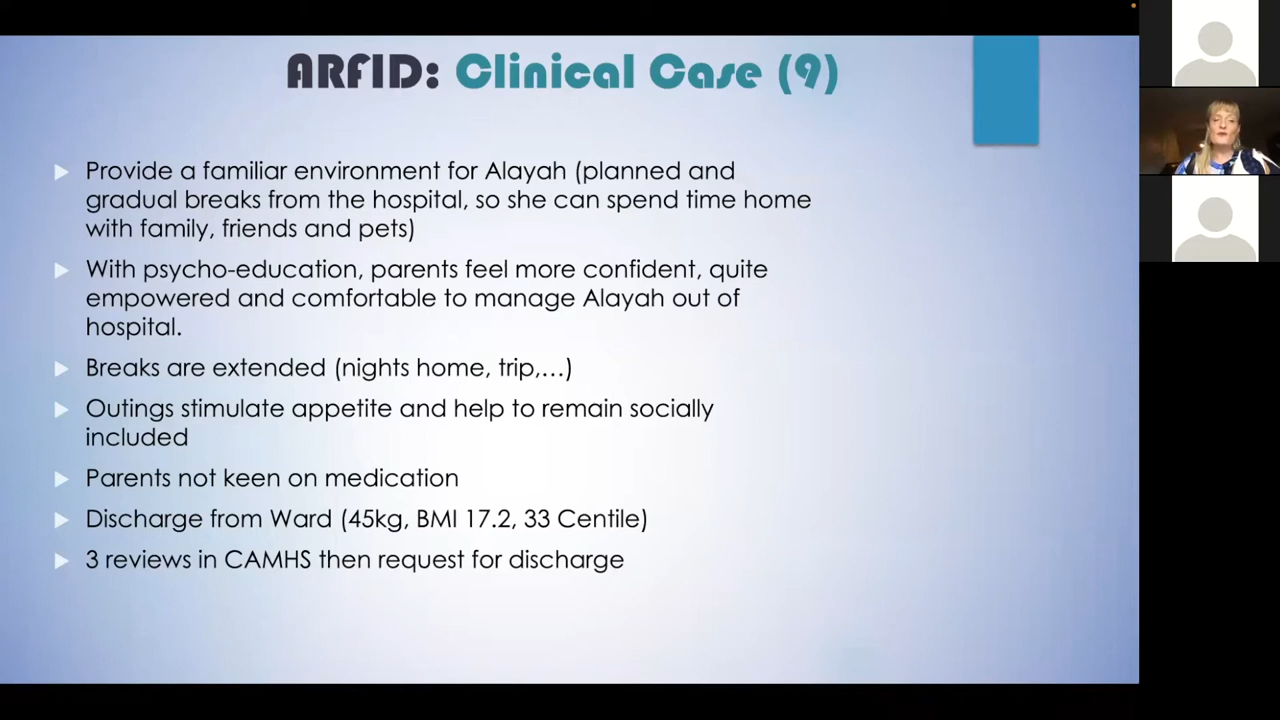 ARFID: Clinical Case (9)
Provide a familiar environment for Alayah (planned and
gradual breaks from the hospital, so she can spend time home
with family, friends and pets)
With psycho-education, parents feel more confident, quite
empowered and comfortable to manage Alayah out of
hospital.
Breaks are extended (nights home, trip,…)
Outings stimulate appetite and help to remain socially
included
Parents not keen on medication
Discharge from Ward (45kg, BMI 17.2, 33 Centile)
3 reviews in CAMHS then request for discharge